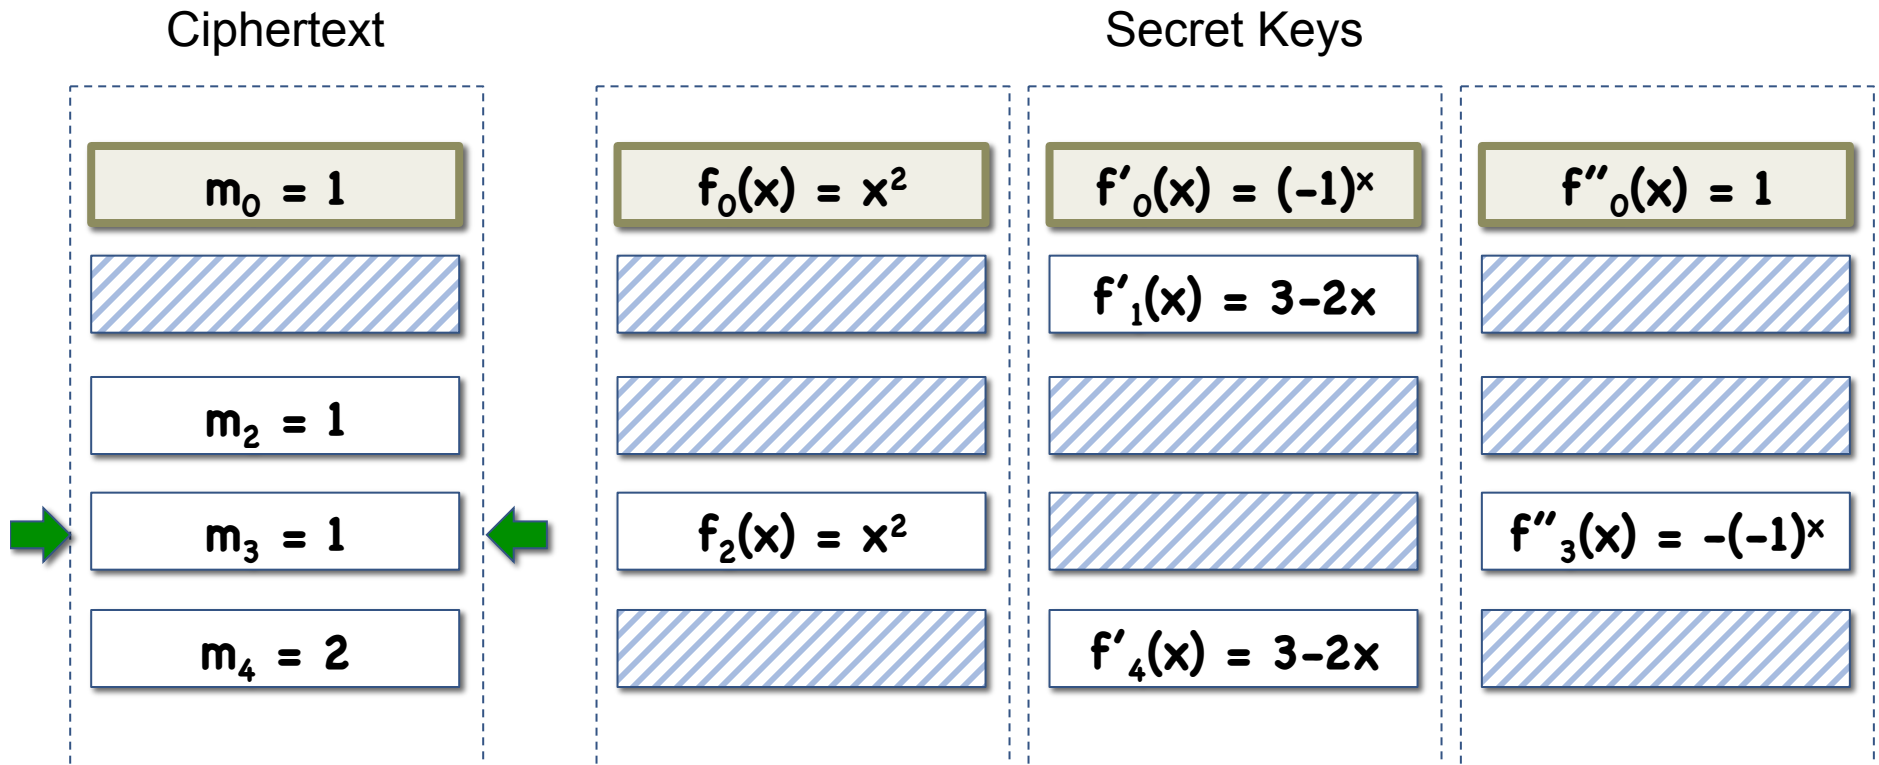 Ciphertext Secret Keys
m₀ = 1 f₀(x) = x² f′₀(x) = (-1)ˣ f″₀(x) = 1
f′₁(x) = 3-2x
m₂ = 1
m₃ = 1 f₂(x) = x² f″₃(x) = -(-1)ˣ
m₄ = 2 f′₄(x) = 3-2x